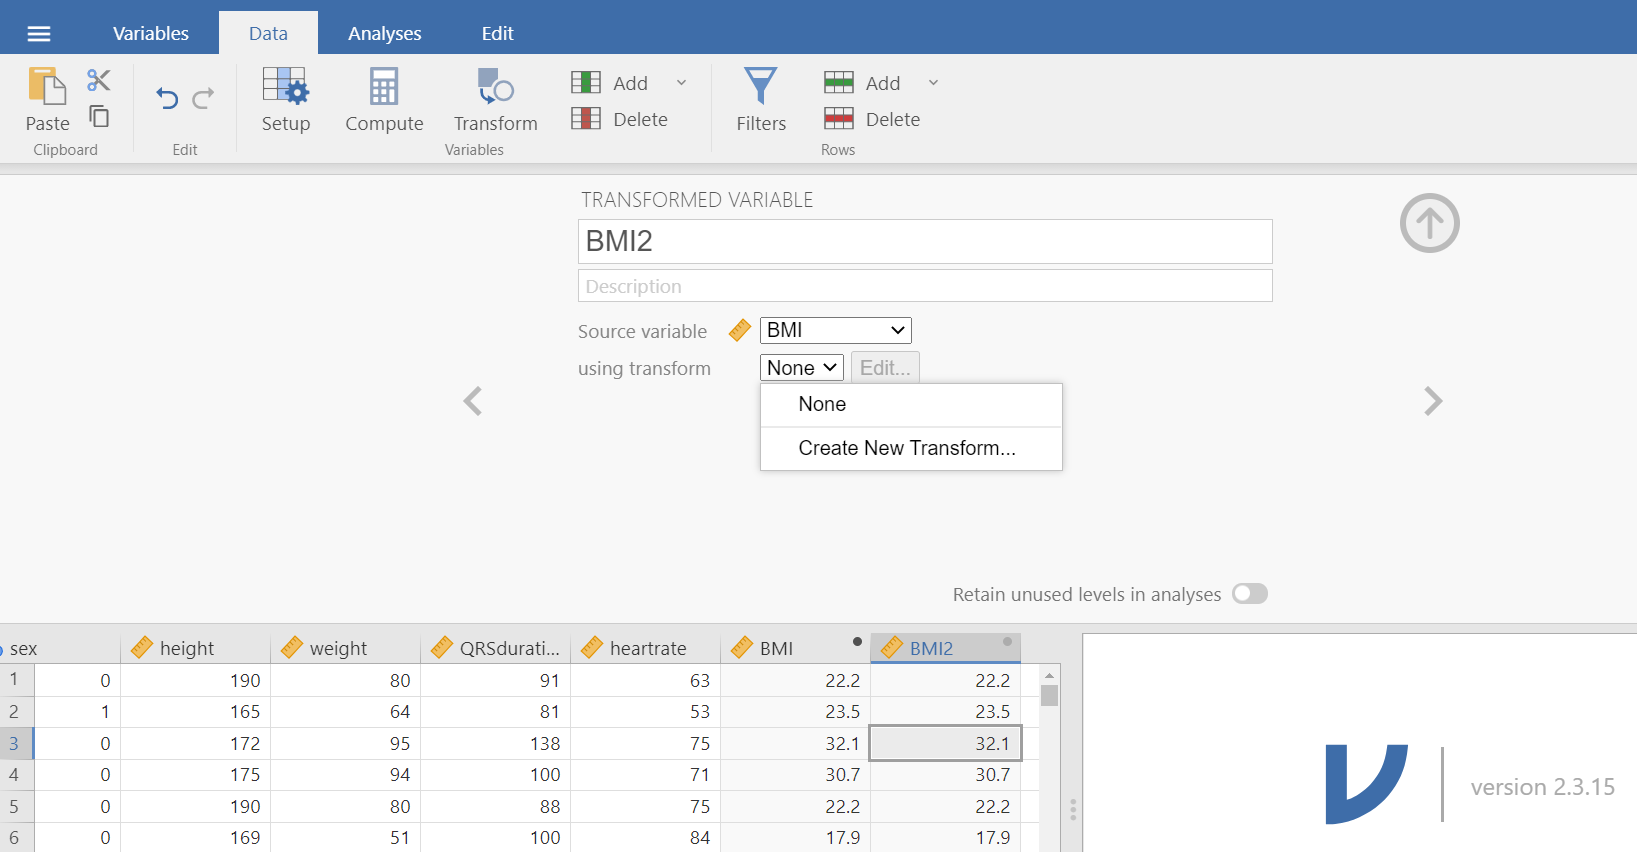 Variables Data Analyses Edit
Paste Setup Compute Transform Add Delete Filters Add Delete
Clipboard Edit Variables Rows
TRANSFORMED VARIABLE
BMI2
Description
Source variable BMI
using transform None Edit...
None
Create New Transform...
Retain unused levels in analyses
sex height weight QRSdurati... heartrate BMI BMI2
1 0 190 80 91 63 22.2 22.2
2 1 165 64 81 53 23.5 23.5
3 0 172 95 138 75 32.1 32.1
4 0 175 94 100 71 30.7 30.7
5 0 190 80 88 75 22.2 22.2
6 0 169 51 100 84 17.9 17.9
version 2.3.15